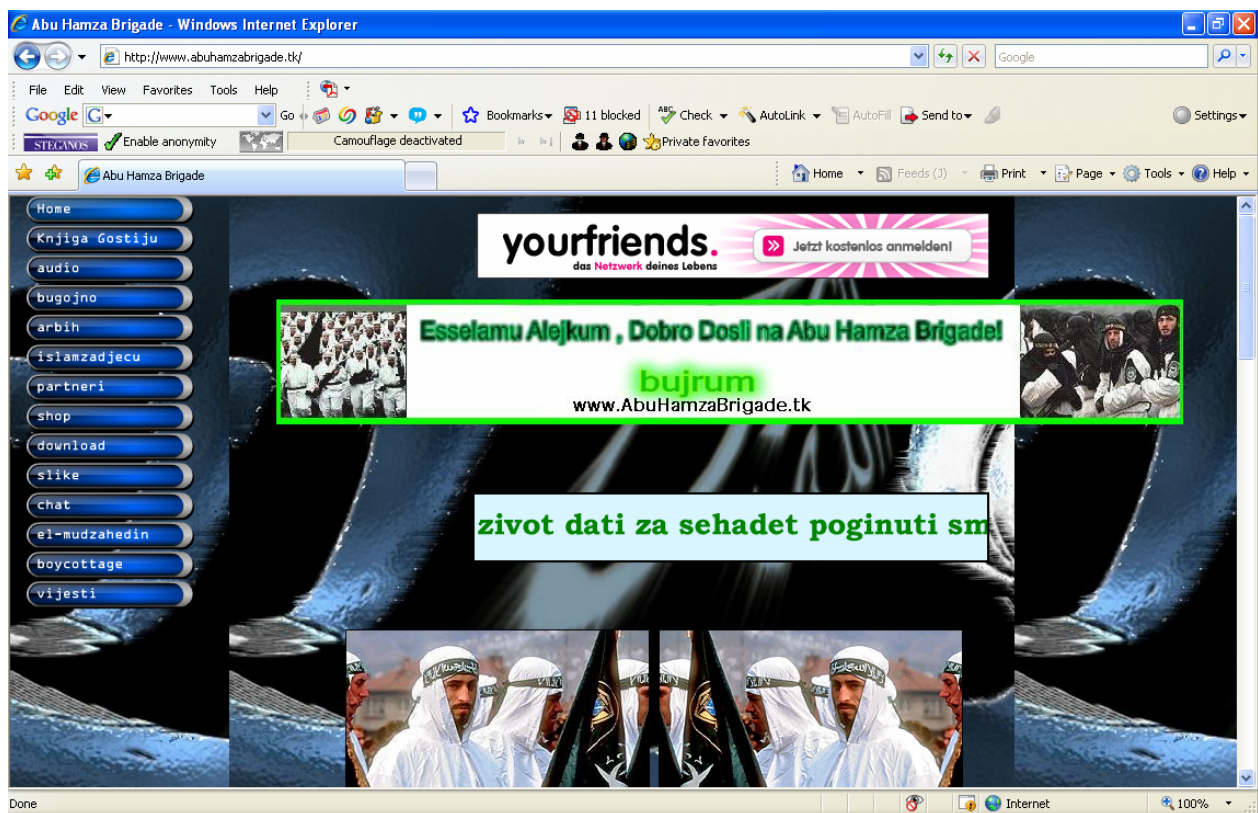 Abu Hamza Brigade - Windows Internet Explorer
http://www.abuhamzabrigade.tk/
Google
File Edit View Favorites Tools Help
Google G Go Bookmarks 11 blocked ABC Check AutoLink AutoFill Send to Settings
STEGANOS Enable anonymity Camouflage deactivated Private favorites
Abu Hamza Brigade Home Feeds (J) Print Page Tools Help
Home
Knjiga Gostiju
audio
bugojno
arbih
islamzadjecu
partneri
shop
download
slike
chat
el-mudzahedin
boycottage
vijesti
yourfriends.
das Netzwerk deines Lebens
Jetzt kostenlos anmelden!
Esselamu Alejkum , Dobro Dosli na Abu Hamza Brigade!
bujrum
www.AbuHamzaBrigade.tk
zivot dati za sehadet poginuti sm
Done Internet 100%